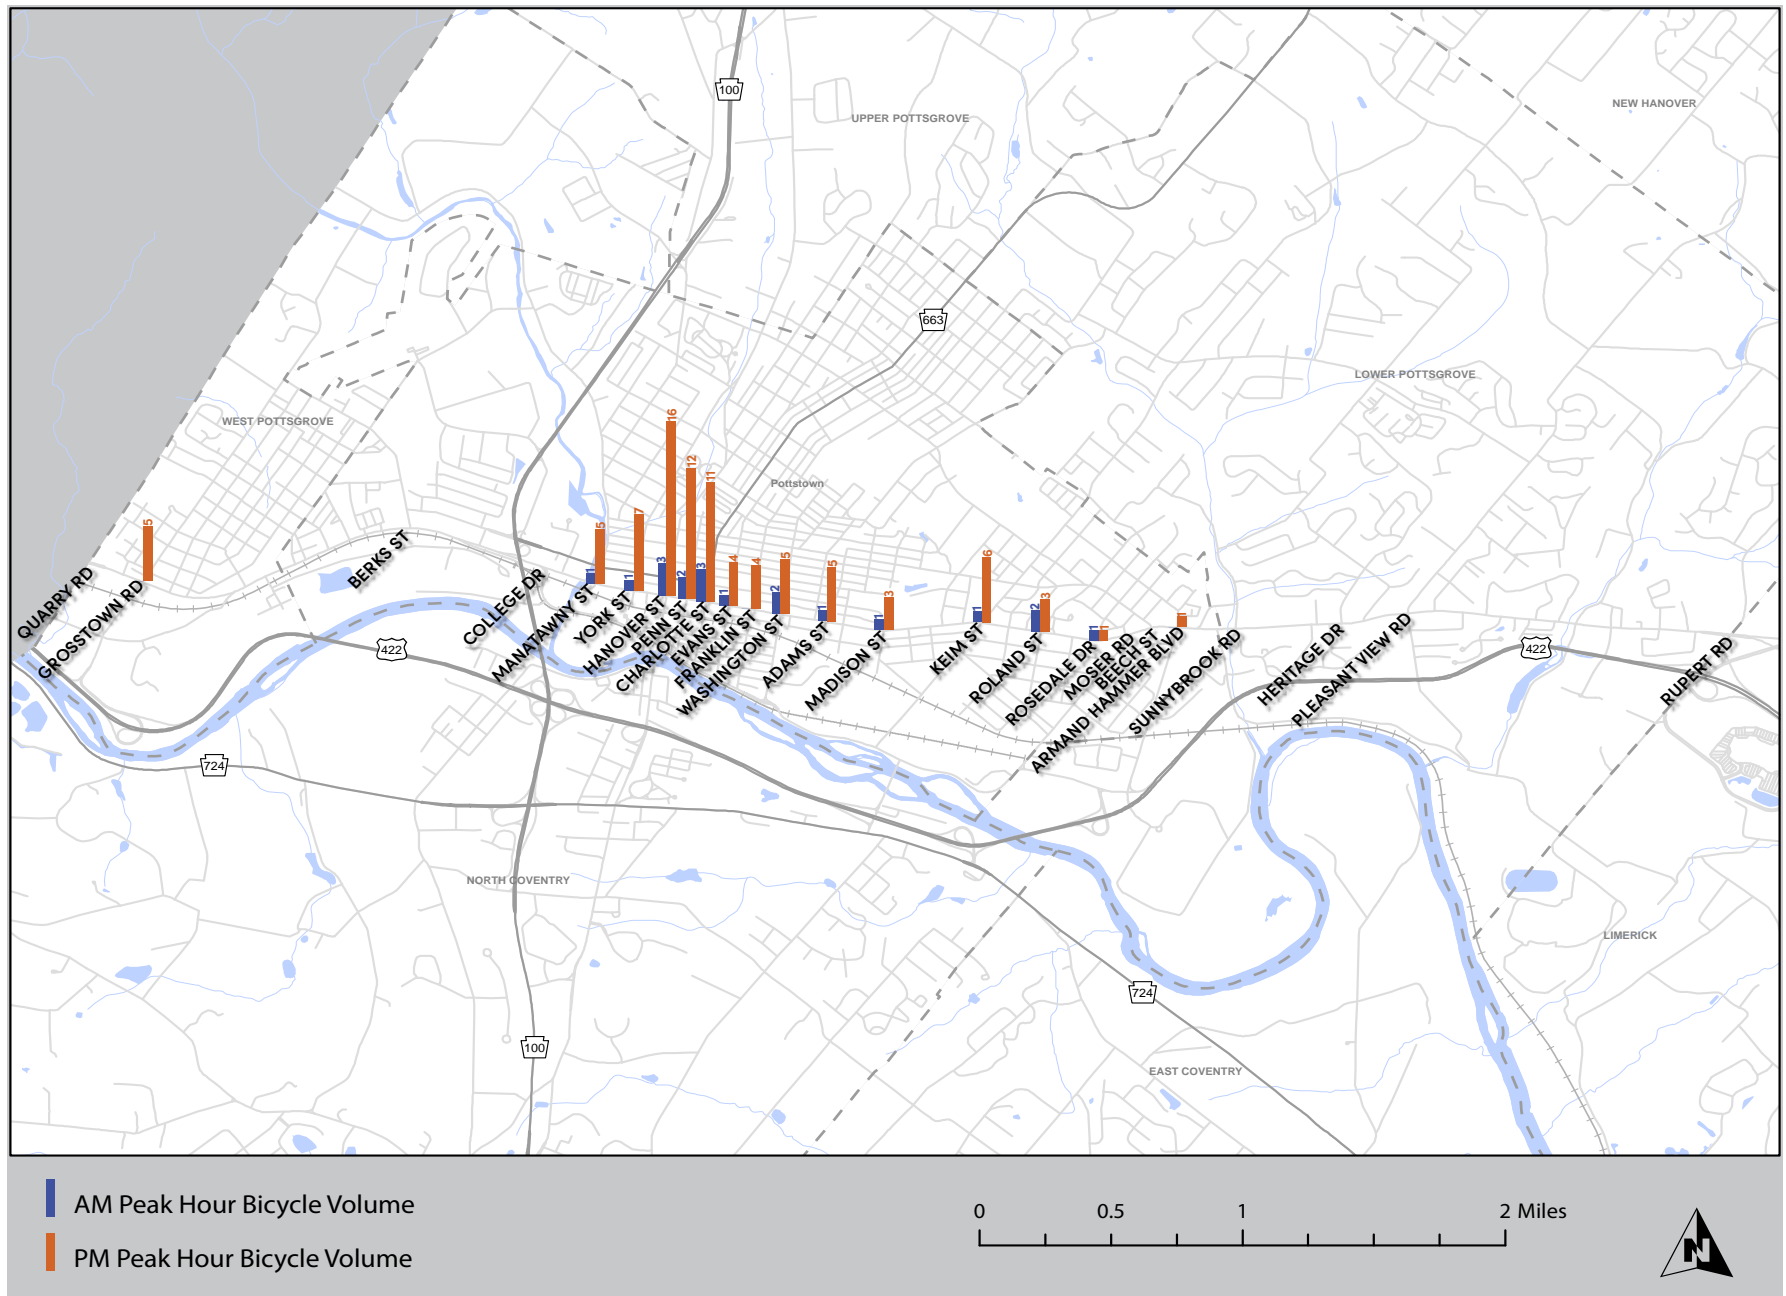 100
UPPER POTTSGROVE
NEW HANOVER
663
LOWER POTTSGROVE
WEST POTTSGROVE
Pottstown
16
12
11
7
5
5
4
4
5
5
3
6
3
1
1
1
1
3
2
3
1
2
1
1
1
2
1
QUARRY RD
GROSSTOWN RD
BERKS ST
COLLEGE DR
MANATAWNY ST
YORK ST
HANOVER ST
PENN ST
CHARLOTTE ST
EVANS ST
FRANKLIN ST
WASHINGTON ST
ADAMS ST
MADISON ST
KEIM ST
ROLAND ST
ROSEDALE DR
MOSER RD
BEECH ST
ARMAND HAMMER BLVD
SUNNYBROOK RD
HERITAGE DR
PLEASANT VIEW RD
RUPERT RD
422
422
724
NORTH COVENTRY
LIMERICK
724
100
EAST COVENTRY
AM Peak Hour Bicycle Volume
PM Peak Hour Bicycle Volume
0 0.5 1 2 Miles
N